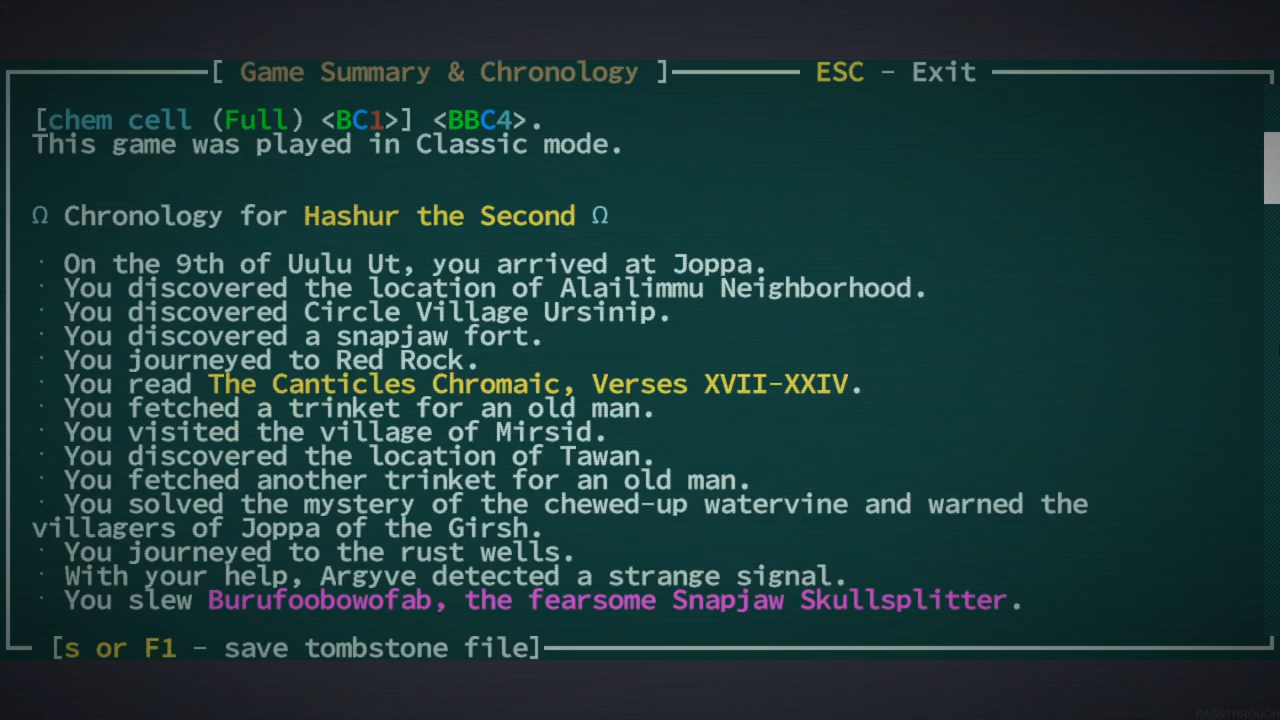 [ Game Summary & Chronology ] ESC - Exit
[chem cell (Full) <BC1>] <BBC4>.
This game was played in Classic mode.
Ω Chronology for Hashur the Second Ω
· On the 9th of Uulu Ut, you arrived at Joppa.
· You discovered the location of Alailimmu Neighborhood.
· You discovered Circle Village Ursinip.
· You discovered a snapjaw fort.
· You journeyed to Red Rock.
· You read The Canticles Chromaic, Verses XVII-XXIV.
· You fetched a trinket for an old man.
· You visited the village of Mirsid.
· You discovered the location of Tawan.
· You fetched another trinket for an old man.
· You solved the mystery of the chewed-up watervine and warned the
villagers of Joppa of the Girsh.
· You journeyed to the rust wells.
· With your help, Argyve detected a strange signal.
· You slew Burufoobowofab, the fearsome Snapjaw Skullsplitter.
[s or F1 - save tombstone file]